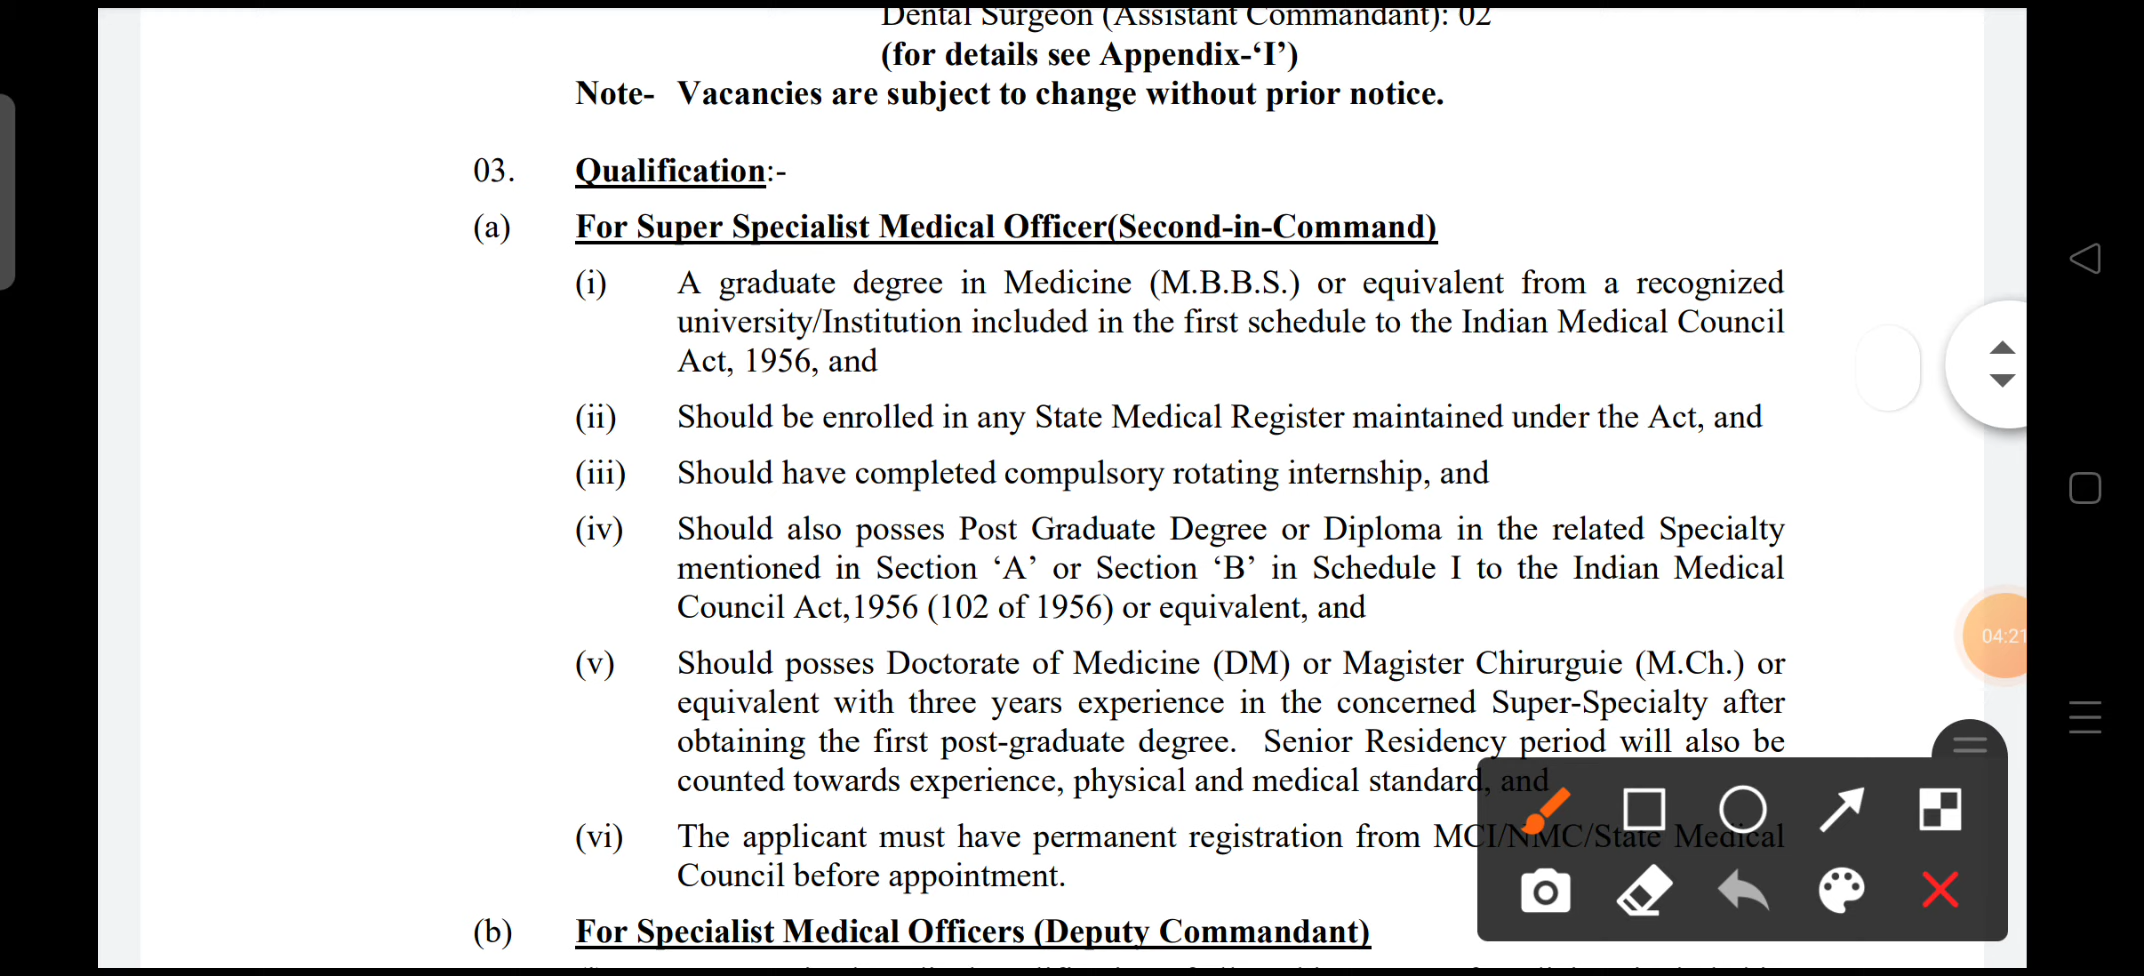 Dental Surgeon (Assistant Commandant): 02
(for details see Appendix-‘I’)
Note- Vacancies are subject to change without prior notice.
03. Qualification:-
(a) For Super Specialist Medical Officer(Second-in-Command)
(i) A graduate degree in Medicine (M.B.B.S.) or equivalent from a recognized
university/Institution included in the first schedule to the Indian Medical Council
Act, 1956, and
(ii) Should be enrolled in any State Medical Register maintained under the Act, and
(iii) Should have completed compulsory rotating internship, and
(iv) Should also posses Post Graduate Degree or Diploma in the related Specialty
mentioned in Section ‘A’ or Section ‘B’ in Schedule I to the Indian Medical
Council Act,1956 (102 of 1956) or equivalent, and
04:21
(v) Should posses Doctorate of Medicine (DM) or Magister Chirurguie (M.Ch.) or
equivalent with three years experience in the concerned Super-Specialty after
obtaining the first post-graduate degree. Senior Residency period will also be
counted towards experience, physical and medical standard, and
(vi) The applicant must have permanent registration from MCI/NMC/State Medical
Council before appointment.
(b) For Specialist Medical Officers (Deputy Commandant)